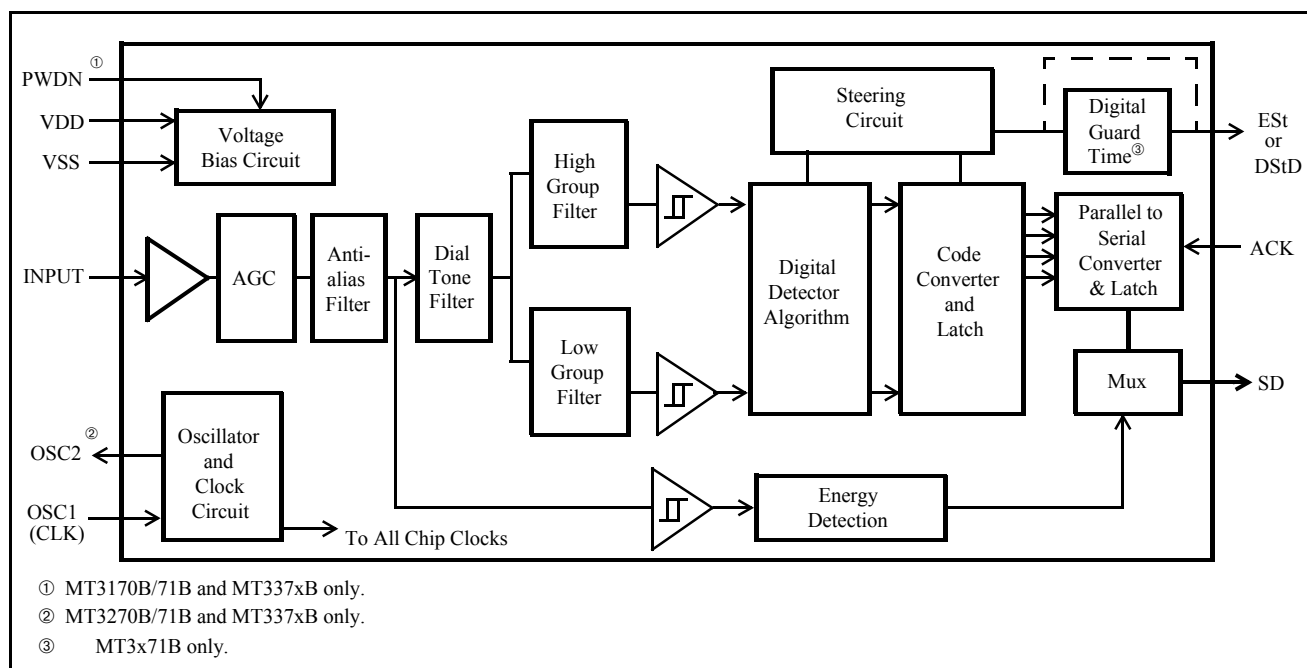 PWDN ①
VDD
VSS
Voltage
Bias Circuit
INPUT
AGC
Anti-
alias
Filter
Dial
Tone
Filter
High
Group
Filter
Low
Group
Filter
Steering
Circuit
Digital
Detector
Algorithm
Code
Converter
and
Latch
Digital
Guard
Time③
ESt
or
DStD
Parallel to
Serial
Converter
& Latch
ACK
Mux
SD
OSC2 ②
OSC1
(CLK)
Oscillator
and
Clock
Circuit
To All Chip Clocks
Energy
Detection
① MT3170B/71B and MT337xB only.
② MT3270B/71B and MT337xB only.
③ MT3x71B only.